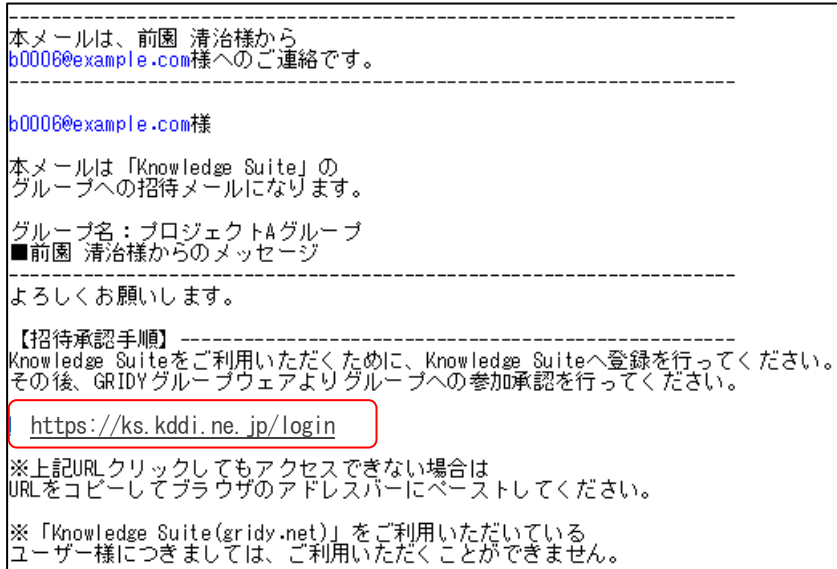 ----------------------------------------------------------------------
本メールは、前園 清治様から
b0006@example.com様へのご連絡です。
----------------------------------------------------------------------
b0006@example.com様
本メールは「Knowledge Suite」の
グループへの招待メールになります。
グループ名：プロジェクトAグループ
■前園 清治様からのメッセージ
----------------------------------------------------------------------
よろしくお願いします。
【招待承認手順】-----------------------------------------------------
Knowledge Suiteをご利用いただくために、Knowledge Suiteへ登録を行ってください。
その後、GRIDYグループウェアよりグループへの参加承認を行ってください。
https://ks.kddi.ne.jp/login
※上記URLクリックしてもアクセスできない場合は
URLをコピーしてブラウザのアドレスバーにペーストしてください。
※「Knowledge Suite(gridy.net)」をご利用いただいている
ユーザー様につきましては、ご利用いただくことができません。